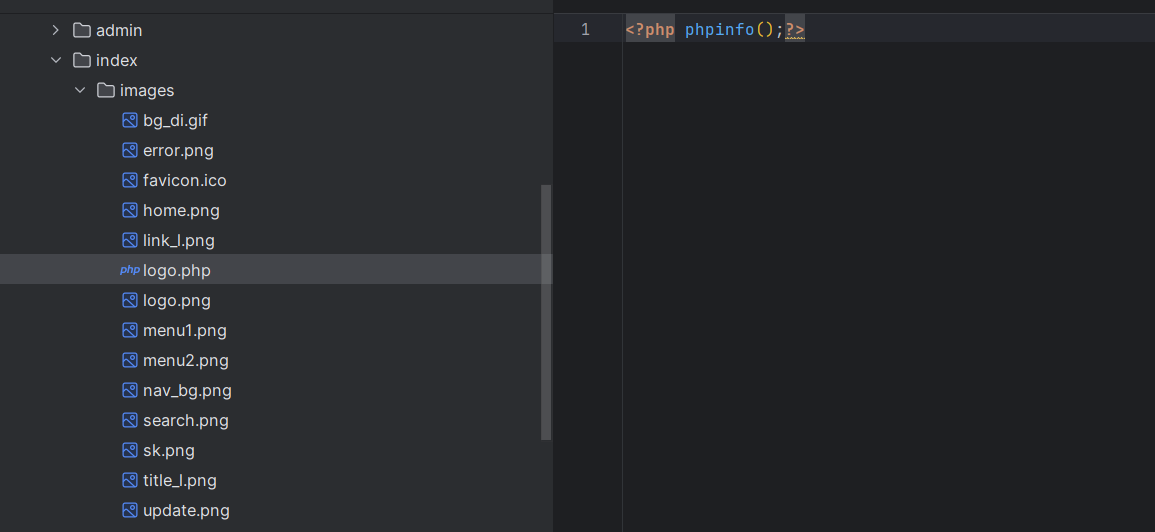 admin
index
images
bg_di.gif
error.png
favicon.ico
home.png
link_l.png
php logo.php
logo.png
menu1.png
menu2.png
nav_bg.png
search.png
sk.png
title_l.png
update.png
1 <?php phpinfo();?>